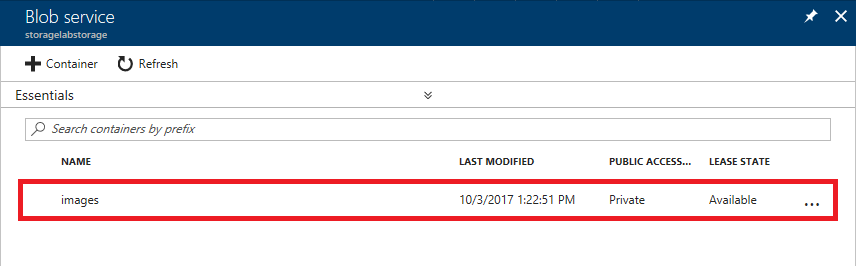 Blob service
storagelabstorage
Container Refresh
Essentials
Search containers by prefix
NAME LAST MODIFIED PUBLIC ACCESS... LEASE STATE
images 10/3/2017 1:22:51 PM Private Available ...